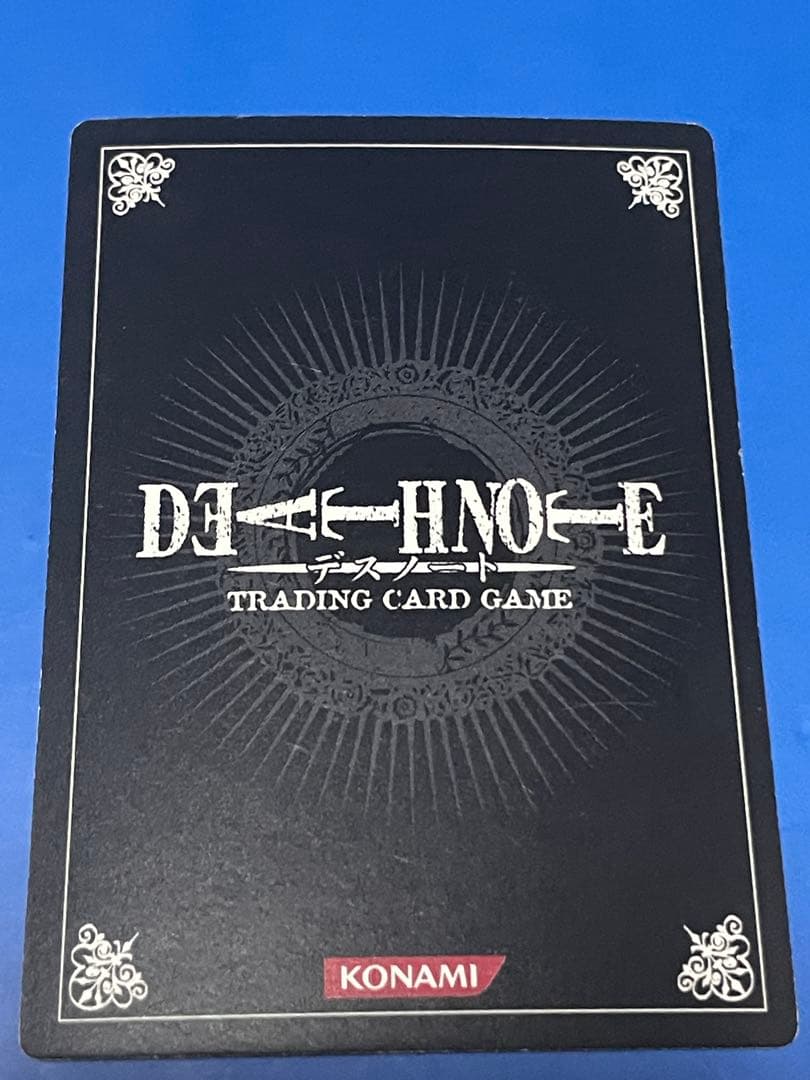 DEATH NOTE
デスノート
TRADING CARD GAME
KONAMI